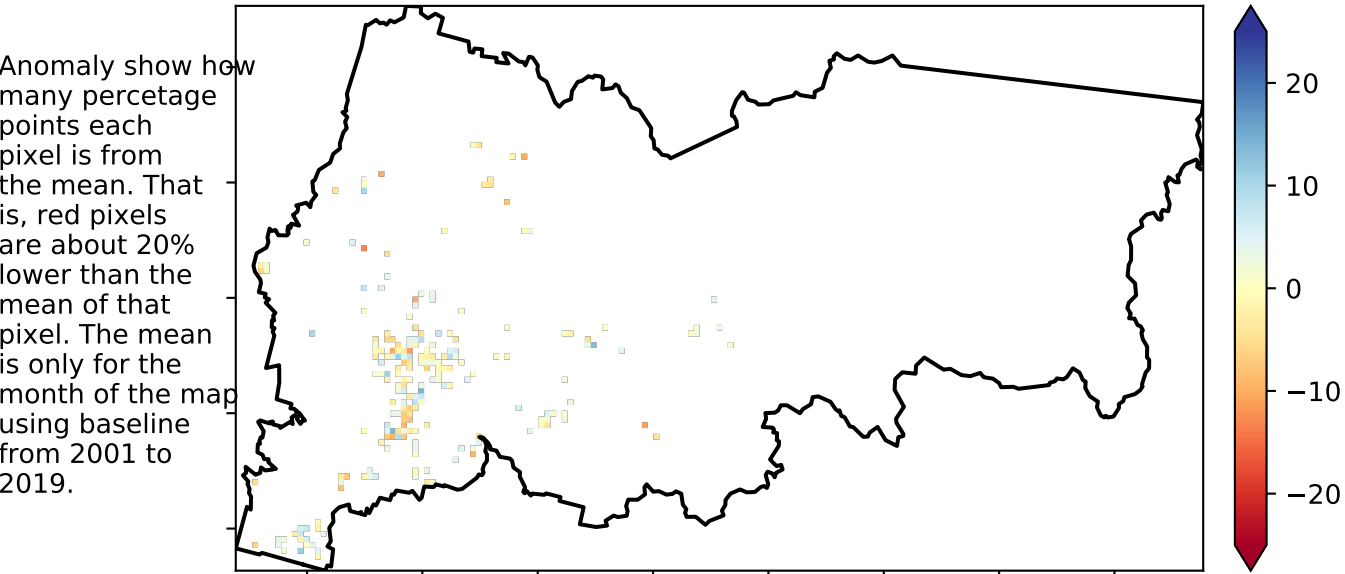 Anomaly show how
many percetage
points each
pixel is from
the mean. That
is, red pixels
are about 20%
lower than the
mean of that
pixel. The mean
is only for the
month of the map
using baseline
from 2001 to
2019.
20
10
0
−10
−20